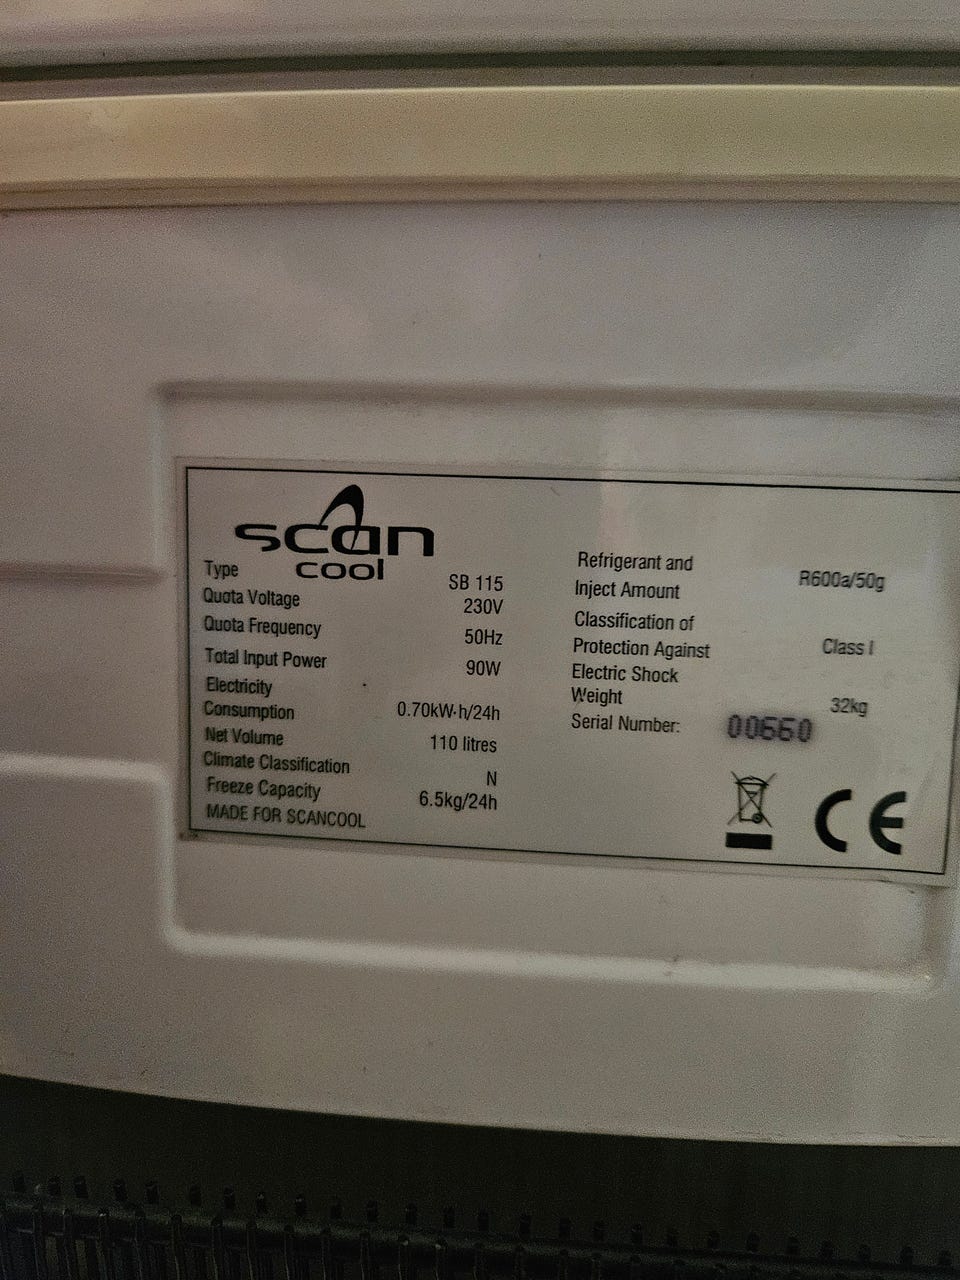 scan
cool
Type SB 115
Quota Voltage 230V
Quota Frequency 50Hz
Total Input Power 90W
Electricity
Consumption 0.70kW·h/24h
Net Volume 110 litres
Climate Classification N
Freeze Capacity 6.5kg/24h
MADE FOR SCANCOOL
Refrigerant and
Inject Amount R600a/50g
Classification of
Protection Against Class I
Electric Shock
Weight 32kg
Serial Number: 00660
CE